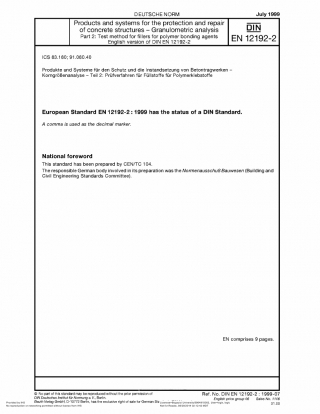 DEUTSCHE NORM
July 1999
Products and systems for the protection and repair
of concrete structures – Granulometric analysis
Part 2: Test method for fillers for polymer bonding agents
English version of DIN EN 12192-2
DIN
EN 12192-2
ICS 83.180; 91.080.40
Produkte und Systeme für den Schutz und die Instandsetzung von Betontragwerken –
Korngrößenanalyse – Teil 2: Prüfverfahren für Füllstoffe für Polymerklebstoffe
European Standard EN 12192-2 : 1999 has the status of a DIN Standard.
A comma is used as the decimal marker.
National foreword
This standard has been prepared by CEN/TC 104.
The responsible German body involved in its preparation was the Normenausschuß Bauwesen (Building and
Civil Engineering Standards Committee).
EN comprises 9 pages.
© No part of this standard may be reproduced without the prior permission of
DIN Deutsches Institut für Normung e. V., Berlin.
Beuth Verlag GmbH, D-10772 Berlin, has the exclusive right of sale for German
Ref. No. DIN EN 12192-2 : 1999-07
English price group 08 Sales No. 1108